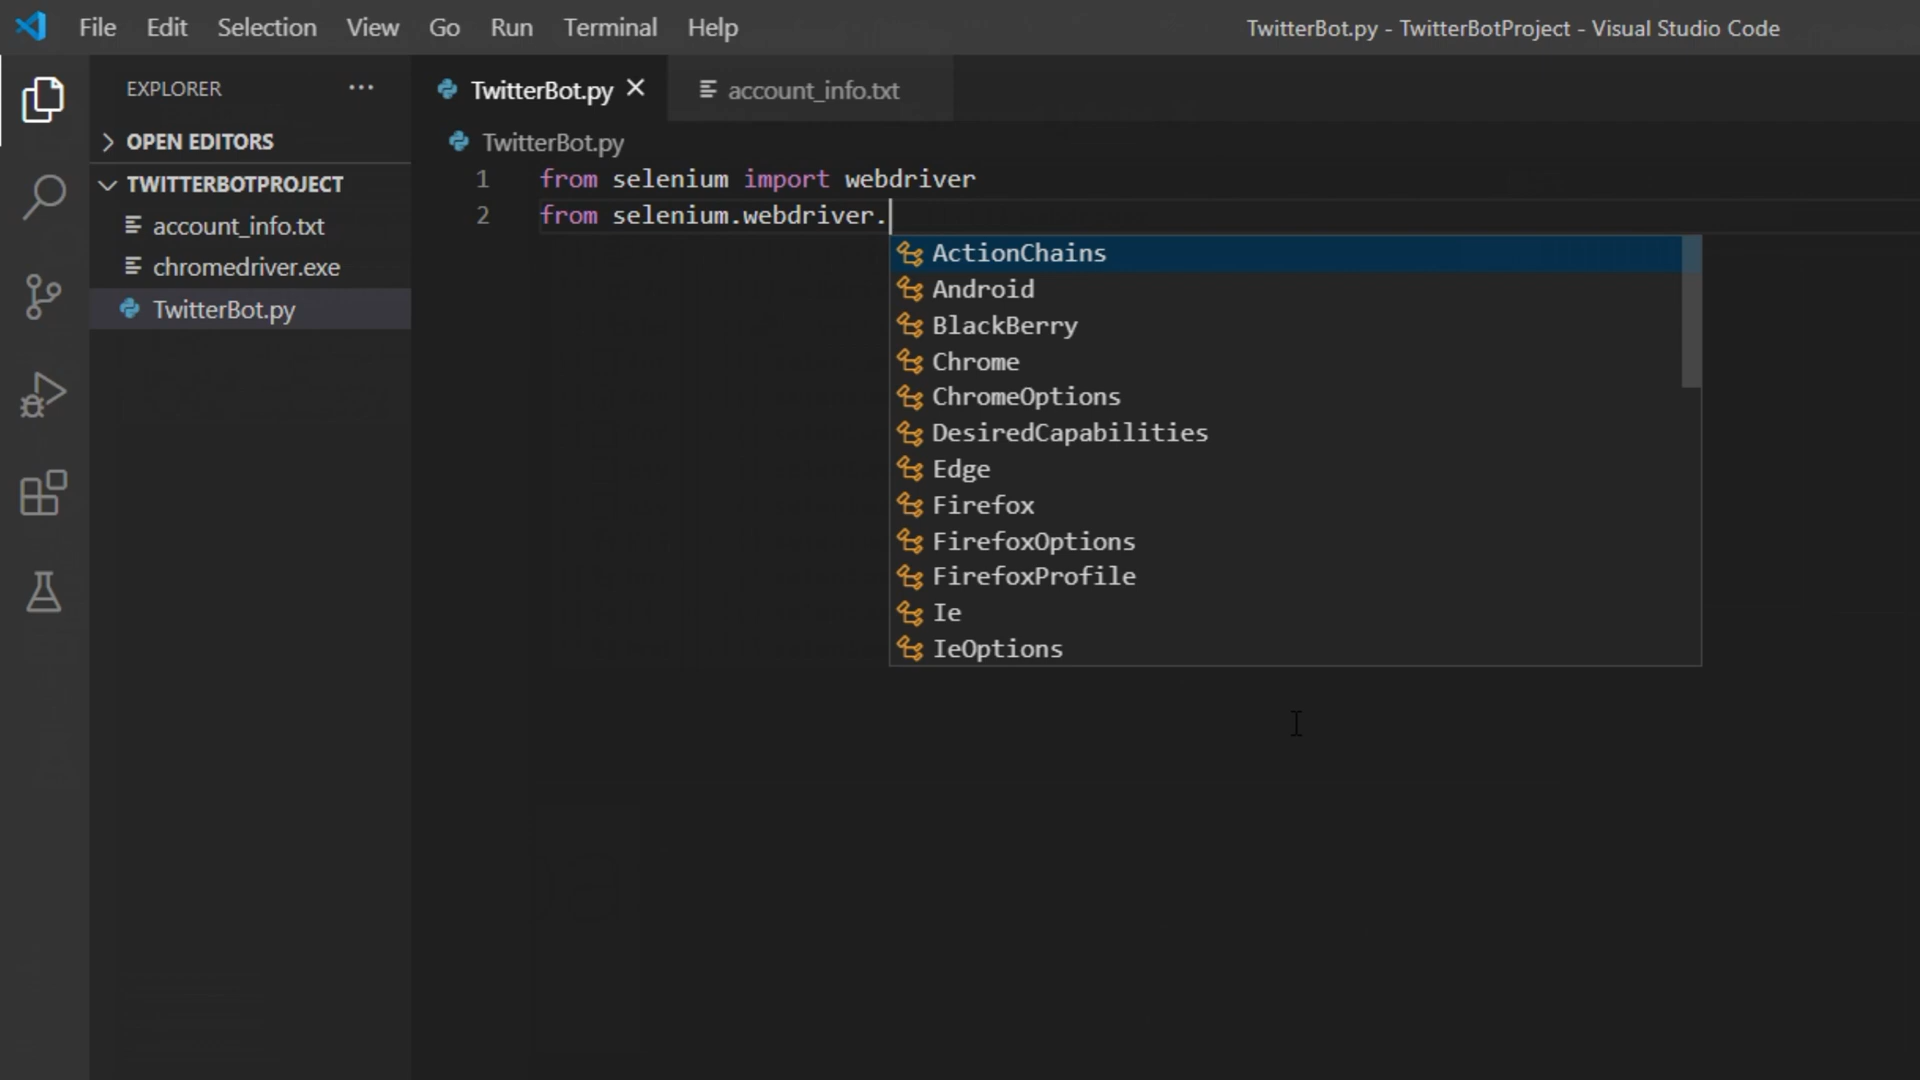 File Edit Selection View Go Run Terminal Help TwitterBot.py - TwitterBotProject - Visual Studio Code
EXPLORER ···
TwitterBot.py account_info.txt
OPEN EDITORS
TwitterBot.py
TWITTERBOTPROJECT
account_info.txt
chromedriver.exe
TwitterBot.py
1 from selenium import webdriver
2 from selenium.webdriver.
ActionChains
Android
BlackBerry
Chrome
ChromeOptions
DesiredCapabilities
Edge
Firefox
FirefoxOptions
FirefoxProfile
Ie
IeOptions